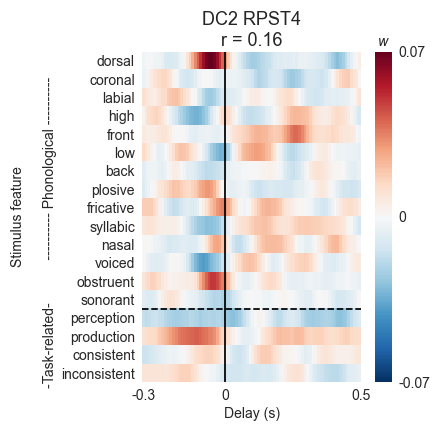 DC2 RPST4
r = 0.16
w
dorsal
coronal
labial
high
front
low
back
plosive
fricative
syllabic
nasal
voiced
obstruent
sonorant
perception
production
consistent
inconsistent
Stimulus feature
---------- Phonological ----------
-Task-related-
0.07
0
-0.07
-0.3 0 0.5
Delay (s)